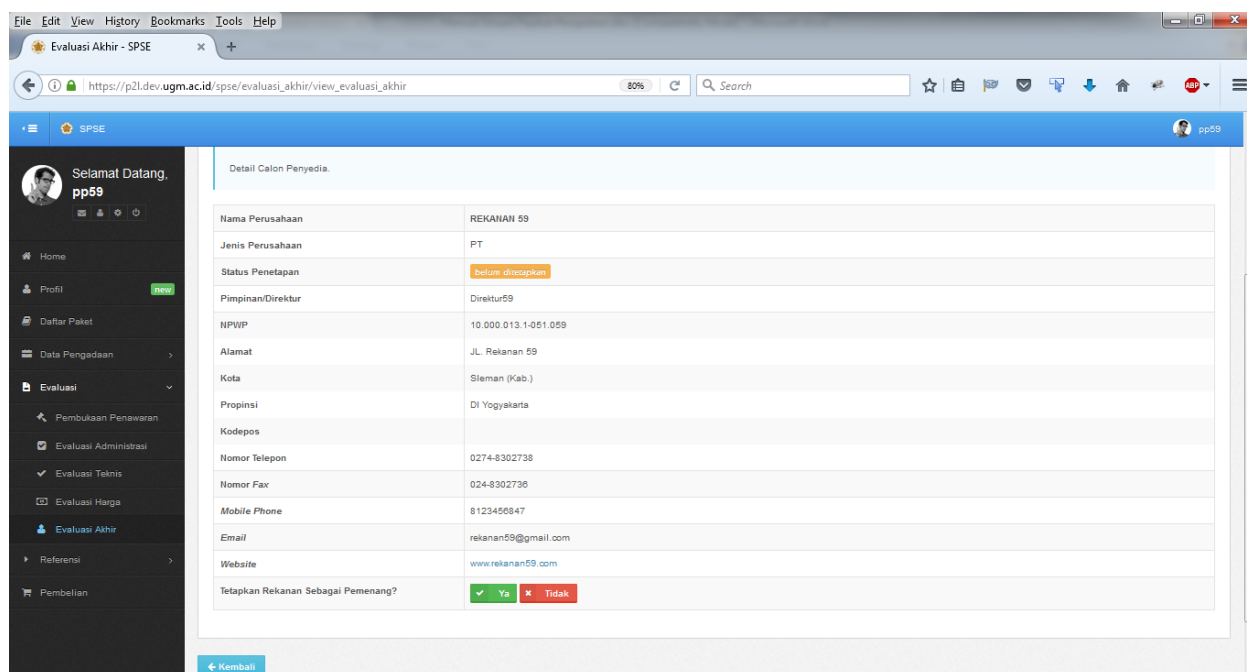 File Edit View History Bookmarks Tools Help
Evaluasi Akhir - SPSE
https://p2l.dev.ugm.ac.id/spse/evaluasi_akhir/view_evaluasi_akhir 80% Search ABP
SPSE pp59
Selamat Datang,
pp59
Home
Profil new
Daftar Paket
Data Pengadaan
Evaluasi
Pembukaan Penawaran
Evaluasi Administrasi
Evaluasi Teknis
Evaluasi Harga
Evaluasi Akhir
Referensi
Pembelian
Detail Calon Penyedia.
Nama Perusahaan REKANAN 59
Jenis Perusahaan PT
Status Penetapan belum ditetapkan
Pimpinan/Direktur Direktur59
NPWP 10.000.013.1-051.059
Alamat JL. Rekanan 59
Kota Sleman (Kab.)
Propinsi DI Yogyakarta
Kodepos
Nomor Telepon 0274-8302738
Nomor Fax 024-8302736
Mobile Phone 8123456847
Email rekanan59@gmail.com
Website www.rekanan59.com
Tetapkan Rekanan Sebagai Pemenang? Ya Tidak
Kembali